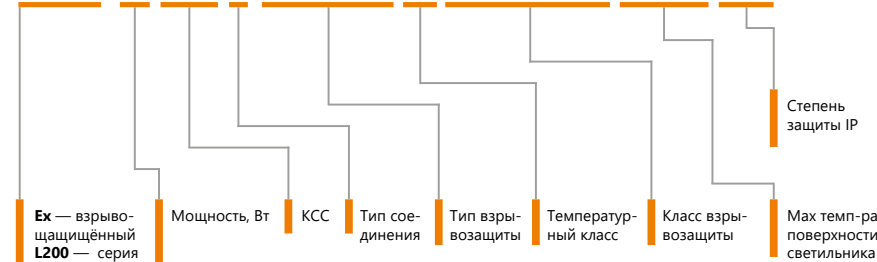 Степень
защиты IP
Ex — взрыво-
щащищённый
L200 — серия
Мощность, Вт
КСС
Тип сое-
динения
Тип взры-
возащиты
Температур-
ный класс
Класс взры-
возащиты
Max темп-ра
поверхности
светильника